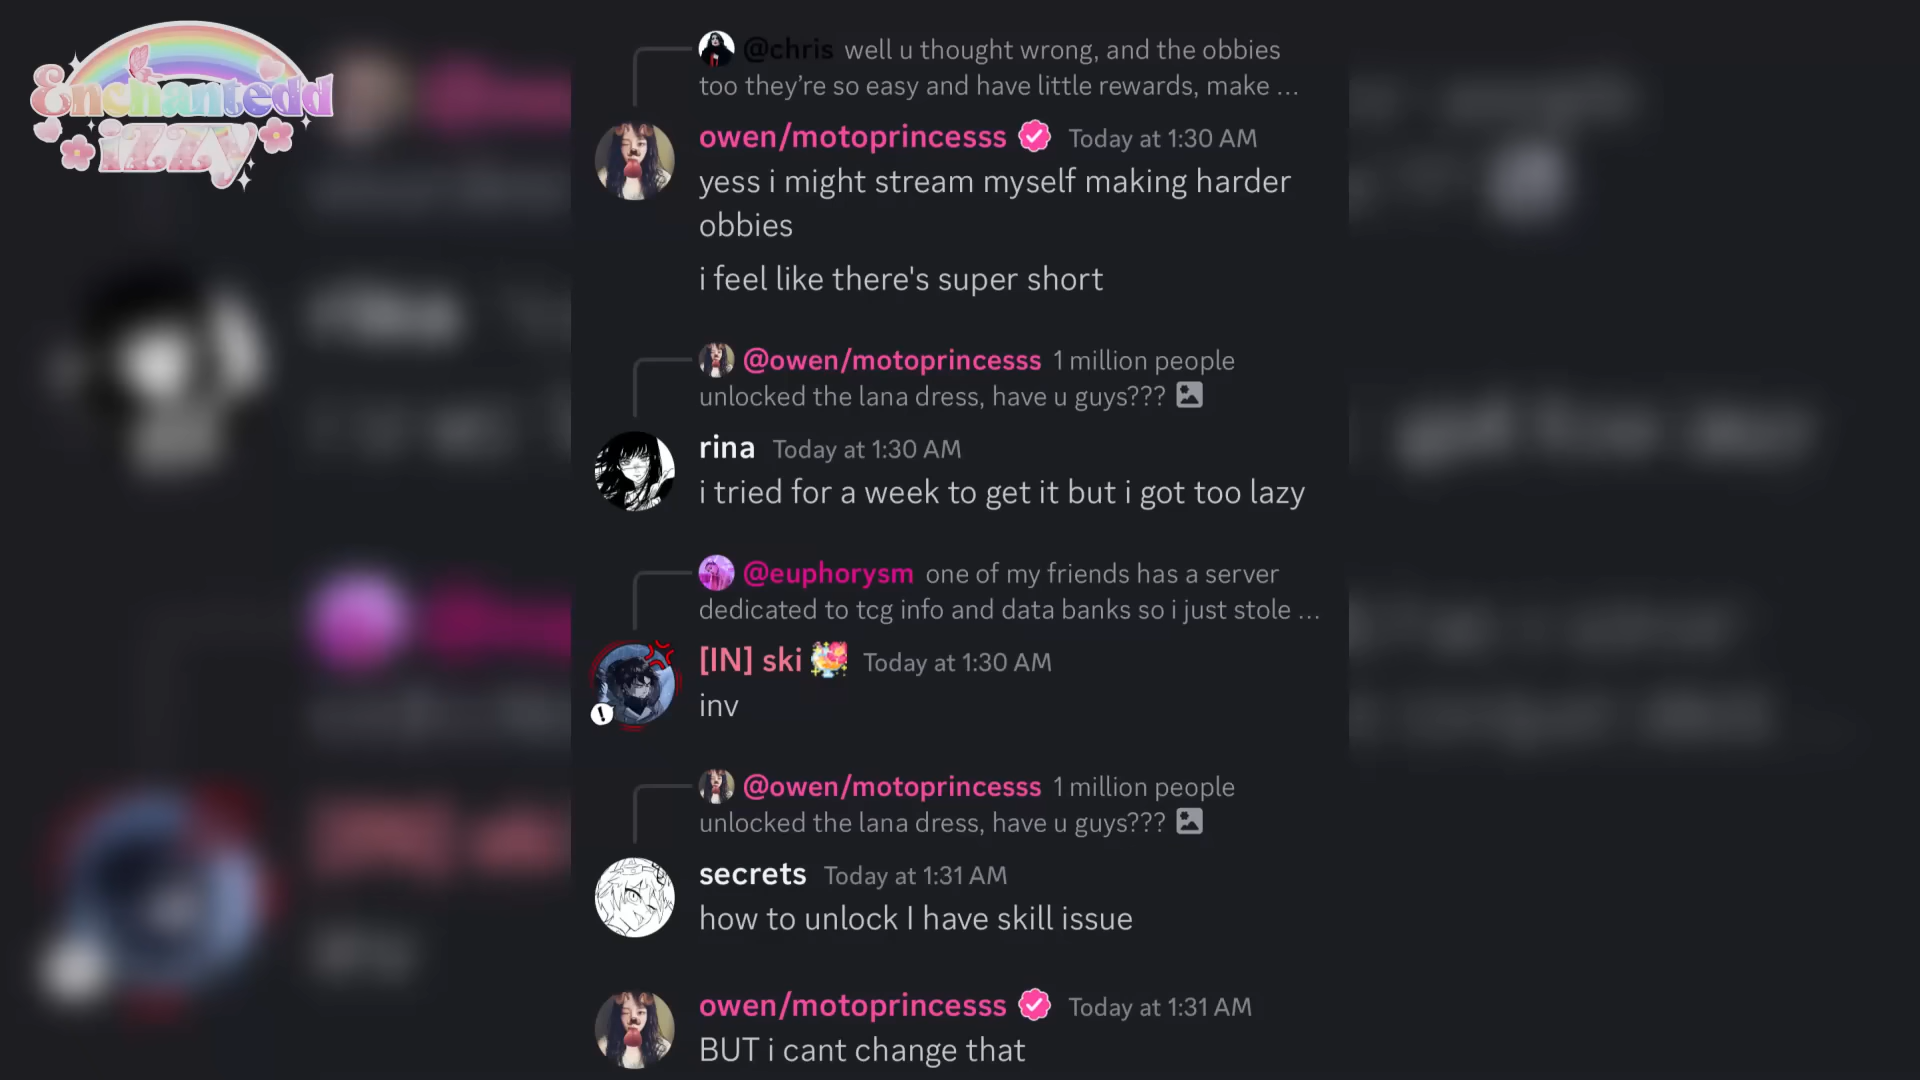 Enchantedd
izzy
@chris well u thought wrong, and the obbies
too they're so easy and have little rewards, make ...
owen/motoprincesss Today at 1:30 AM
yess i might stream myself making harder
obbies
i feel like there's super short
@owen/motoprincesss 1 million people
unlocked the lana dress, have u guys???
rina Today at 1:30 AM
i tried for a week to get it but i got too lazy
@euphorysm one of my friends has a server
dedicated to tcg info and data banks so i just stole ...
[IN] ski Today at 1:30 AM
inv
@owen/motoprincesss 1 million people
unlocked the lana dress, have u guys???
secrets Today at 1:31 AM
how to unlock I have skill issue
owen/motoprincesss Today at 1:31 AM
BUT i cant change that